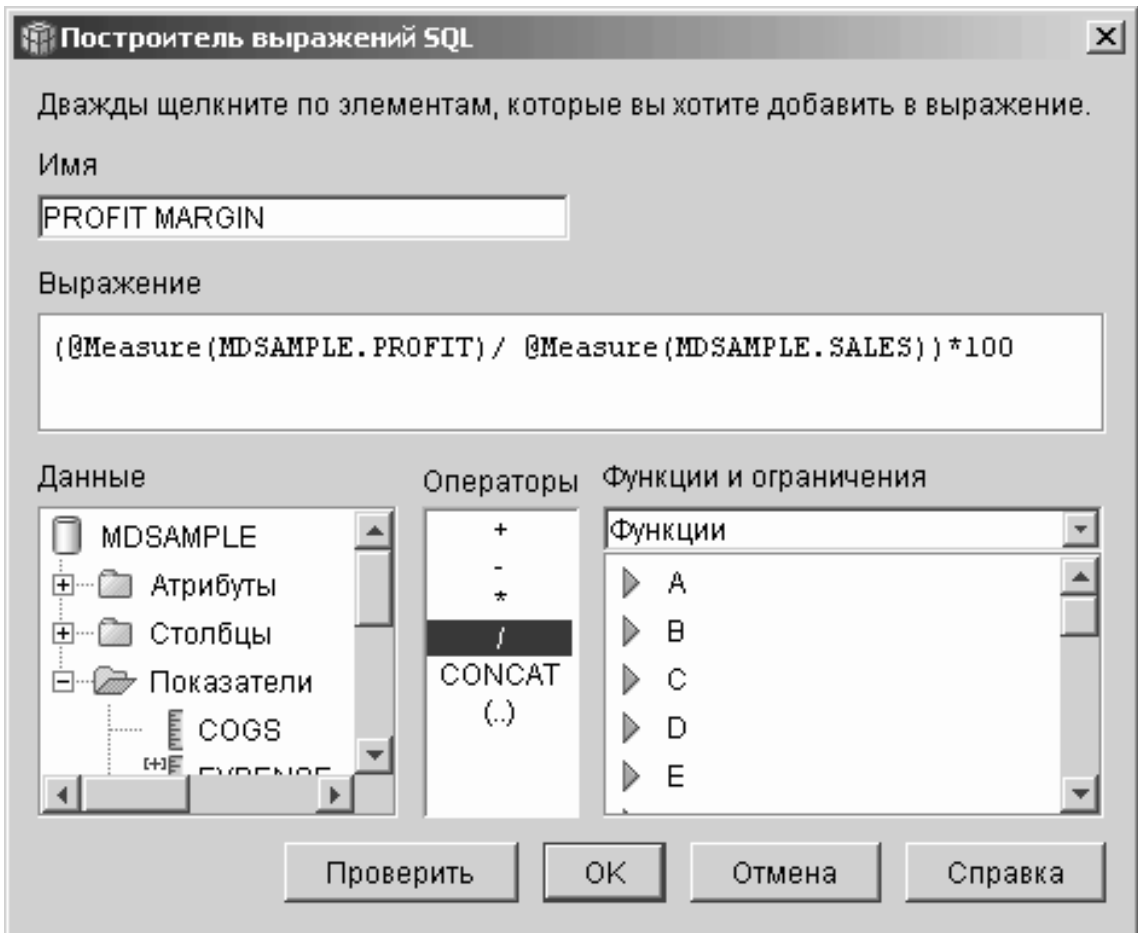 Построитель выражений SQL
Дважды щелкните по элементам, которые вы хотите добавить в выражение.
Имя
PROFIT MARGIN
Выражение
(@Measure(MDSAMPLE.PROFIT)/ @Measure(MDSAMPLE.SALES))*100
Данные
MDSAMPLE
Атрибуты
Столбцы
Показатели
COGS
Операторы
+
-
*
/
CONCAT
(..)
Функции и ограничения
Функции
A
B
C
D
E
Проверить
OK
Отмена
Справка